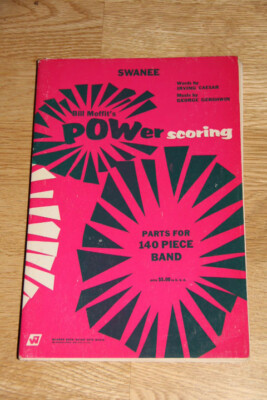 SWANEE
Words by
IRVING CAESAR
Music by
GEORGE GERSHWIN
Bill Moffit's
POWer scoring
PARTS FOR
140 PIECE
BAND